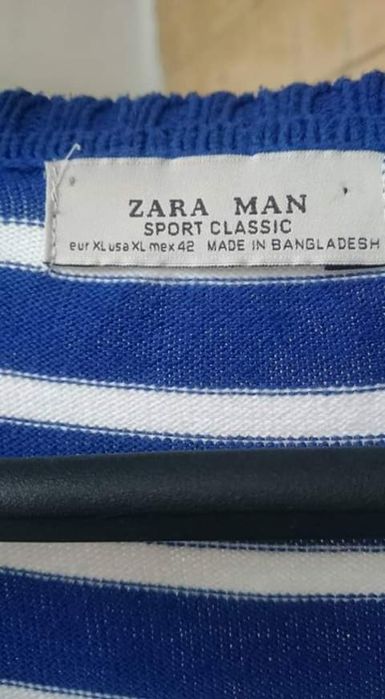 ZARA MAN
SPORT CLASSIC
eur XL usa XL mex 42 MADE IN BANGLADESH